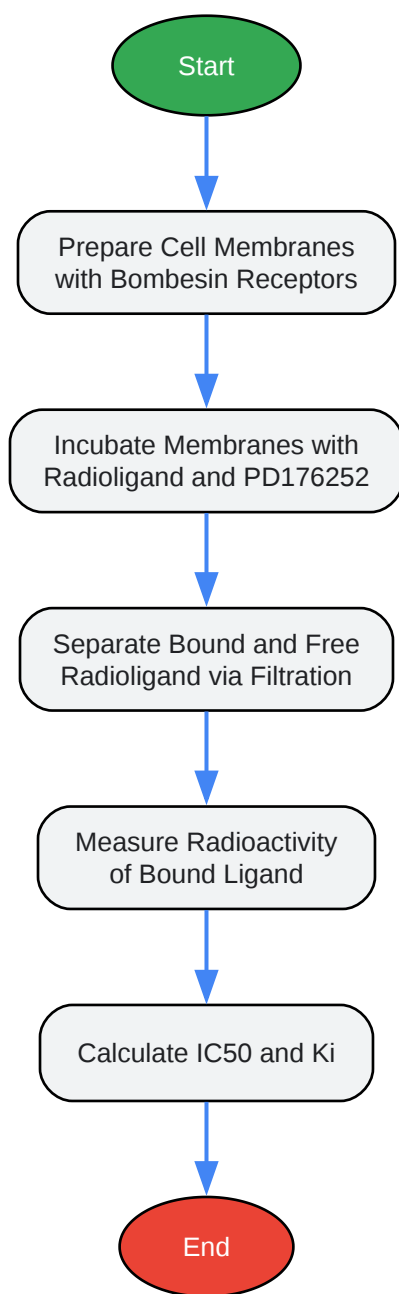 Start
Prepare Cell Membranes
with Bombesin Receptors
Incubate Membranes with
Radioligand and PD176252
Separate Bound and Free
Radioligand via Filtration
Measure Radioactivity
of Bound Ligand
Calculate IC50 and Ki
End